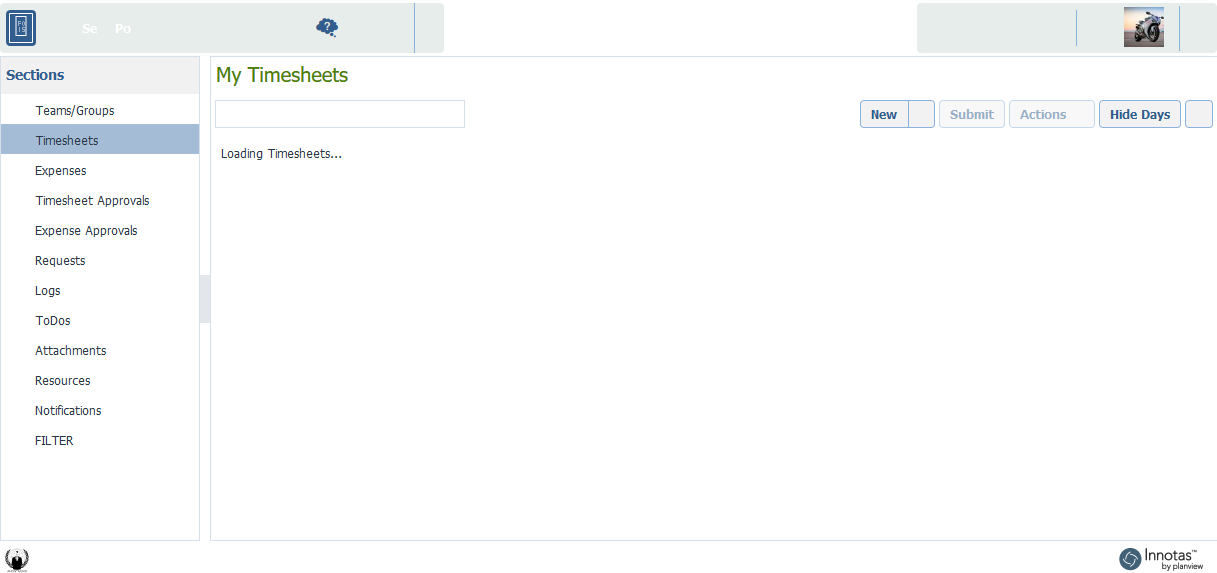 Se Po
Sections
Teams/Groups
Timesheets
Expenses
Timesheet Approvals
Expense Approvals
Requests
Logs
ToDos
Attachments
Resources
Notifications
FILTER
My Timesheets
New Submit Actions Hide Days
Loading Timesheets...
Innotas™
by planview